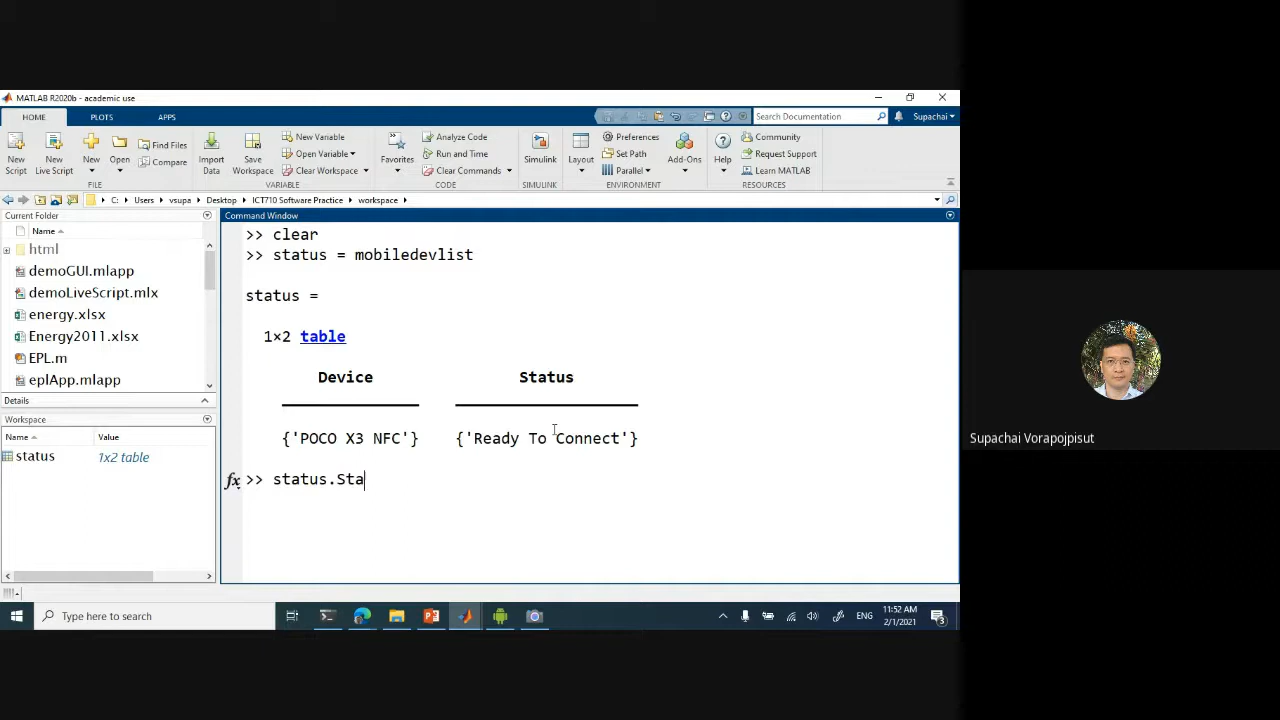 MATLAB R2020b - academic use
HOME PLOTS APPS
Search Documentation
Supachai
New Script
New Live Script
New
Open
Find Files
Compare
FILE
Import Data
Save Workspace
New Variable
Open Variable
Clear Workspace
VARIABLE
Favorites
Analyze Code
Run and Time
Clear Commands
CODE
Simulink
SIMULINK
Layout
Preferences
Set Path
Parallel
Add-Ons
ENVIRONMENT
Help
Community
Request Support
Learn MATLAB
RESOURCES
C: Users vsupa Desktop ICT710 Software Practice workspace
Current Folder
Name
html
demoGUI.mlapp
demoLiveScript.mlx
energy.xlsx
Energy2011.xlsx
EPL.m
eplApp.mlapp
Details
Workspace
Name Value
status 1x2 table
Command Window
>> clear
>> status = mobiledevlist
status =
1×2 table
Device Status
{'POCO X3 NFC'} {'Ready To Connect'}
fx >> status.Sta
Supachai Vorapojpisut
Type here to search
ENG
11:52 AM
2/1/2021
3